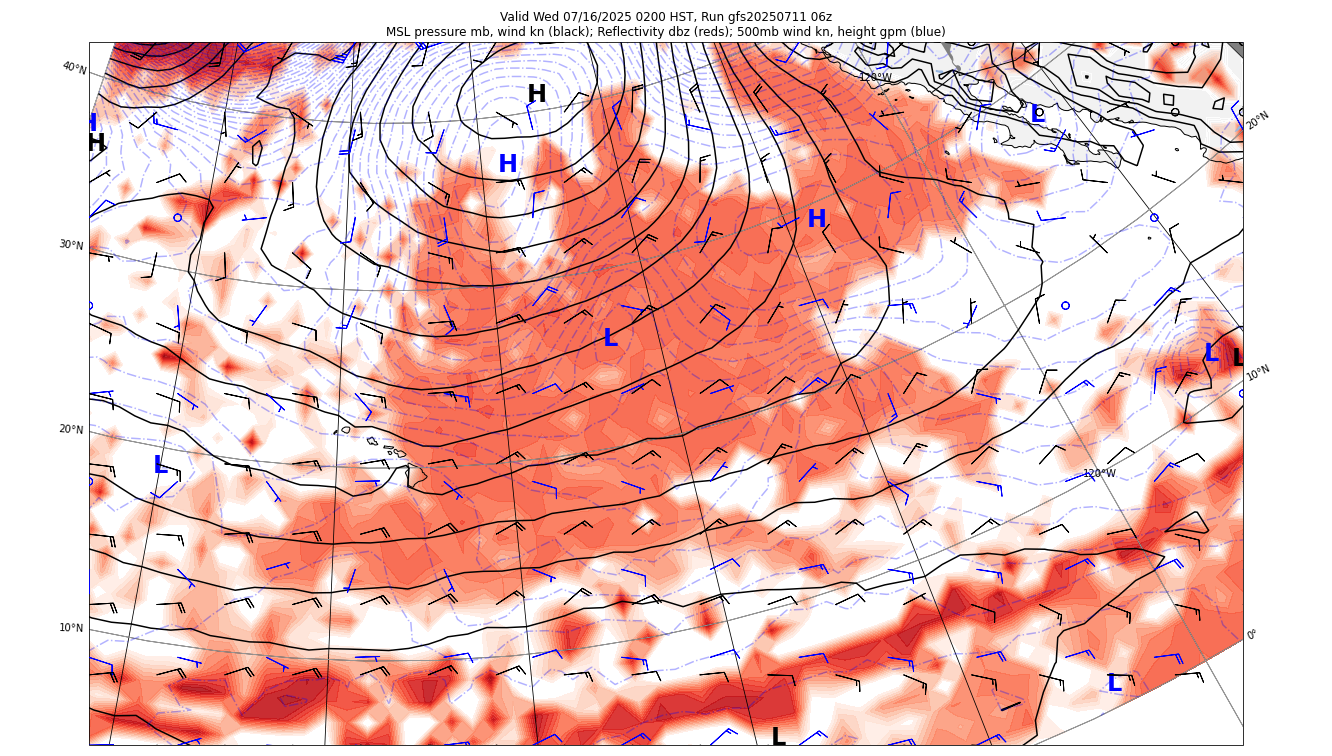 Valid Wed 07/16/2025 0200 HST, Run gfs20250711 06z
MSL pressure mb, wind kn (black); Reflectivity dbz (reds); 500mb wind kn, height gpm (blue)
40°N
120°W
H
L
20°N
H
H
H
H
30°N
L
L
L
10°N
20°N
L
120°W
10°N
0°
L
L